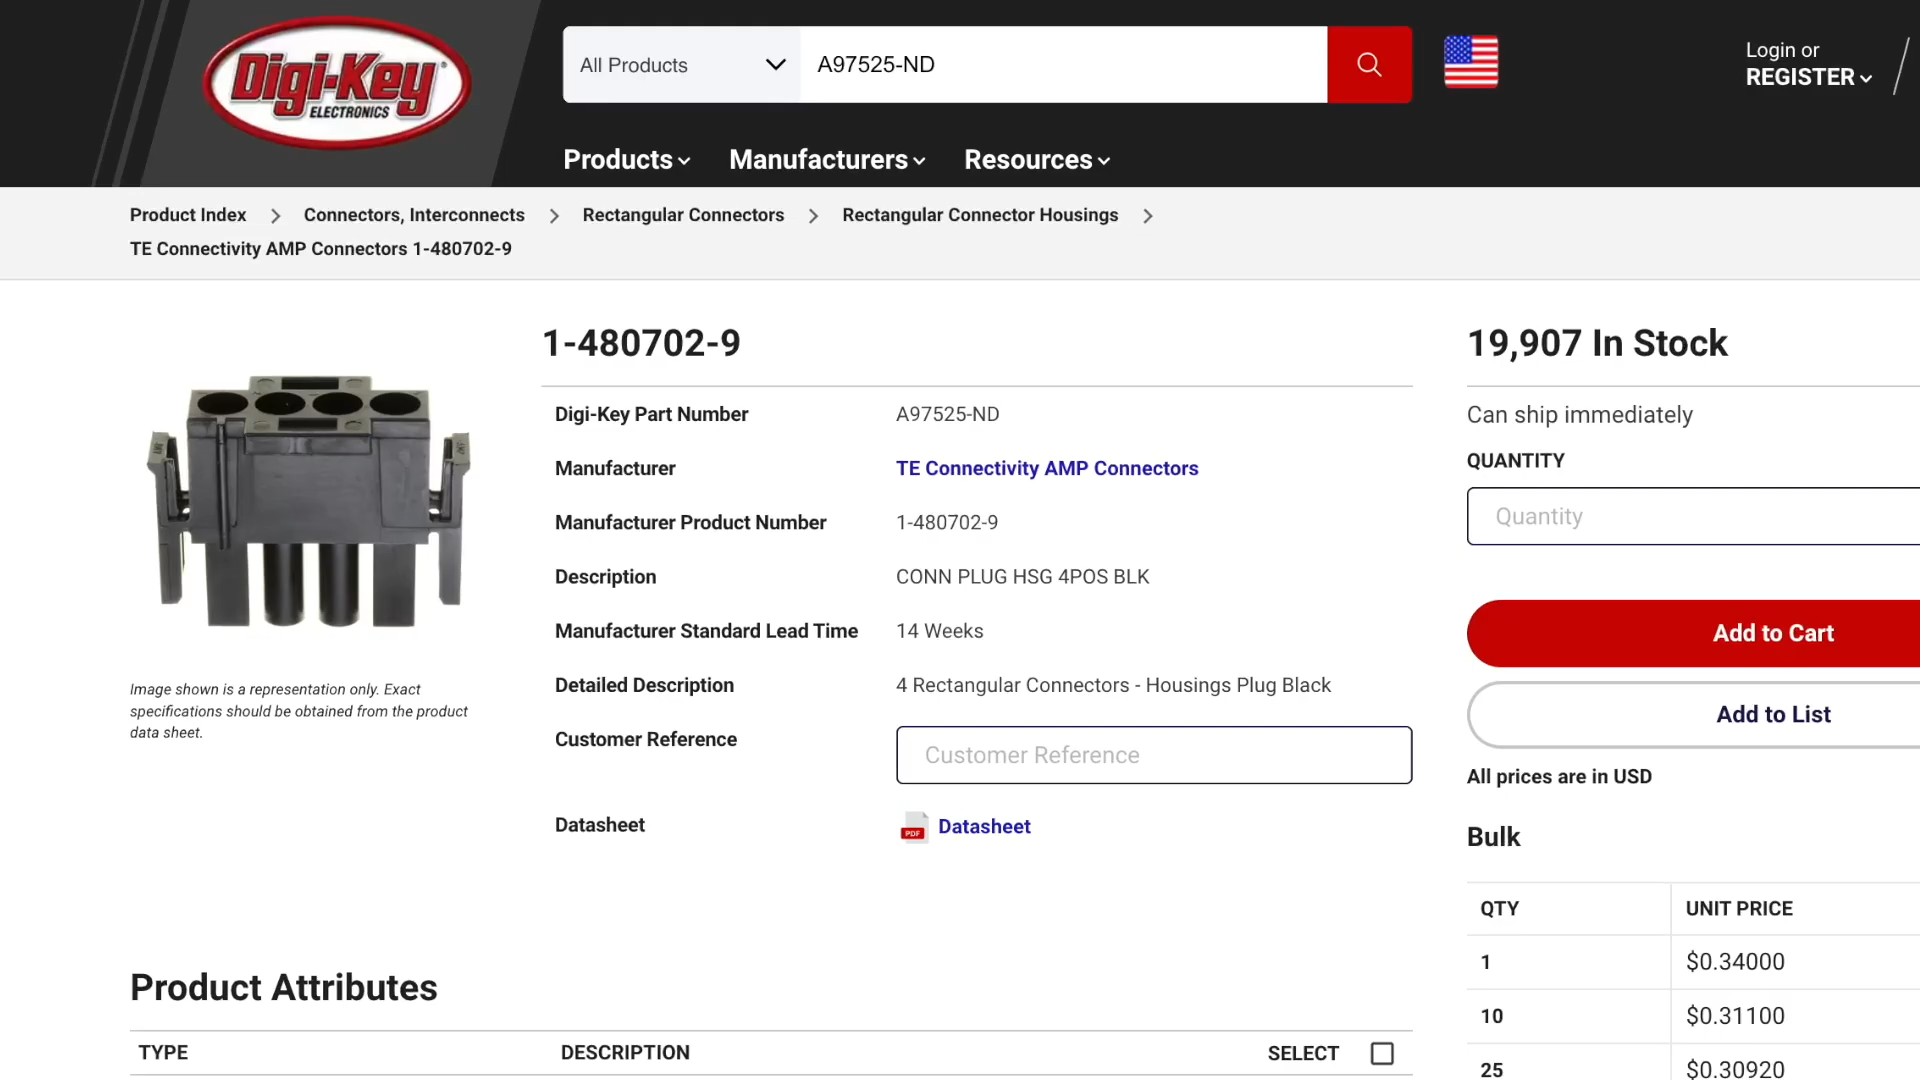 Digi-Key
ELECTRONICS
All Products
A97525-ND
Login or
REGISTER
Products
Manufacturers
Resources
Product Index
Connectors, Interconnects
Rectangular Connectors
Rectangular Connector Housings
TE Connectivity AMP Connectors 1-480702-9
Image shown is a representation only. Exact
specifications should be obtained from the product
data sheet.
1-480702-9
Digi-Key Part Number A97525-ND
Manufacturer TE Connectivity AMP Connectors
Manufacturer Product Number 1-480702-9
Description CONN PLUG HSG 4POS BLK
Manufacturer Standard Lead Time 14 Weeks
Detailed Description 4 Rectangular Connectors - Housings Plug Black
Customer Reference Customer Reference
Datasheet PDF Datasheet
19,907 In Stock
Can ship immediately
QUANTITY
Quantity
Add to Cart
Add to List
All prices are in USD
Bulk
QTY UNIT PRICE
1 $0.34000
10 $0.31100
25 $0.30920
Product Attributes
TYPE DESCRIPTION SELECT